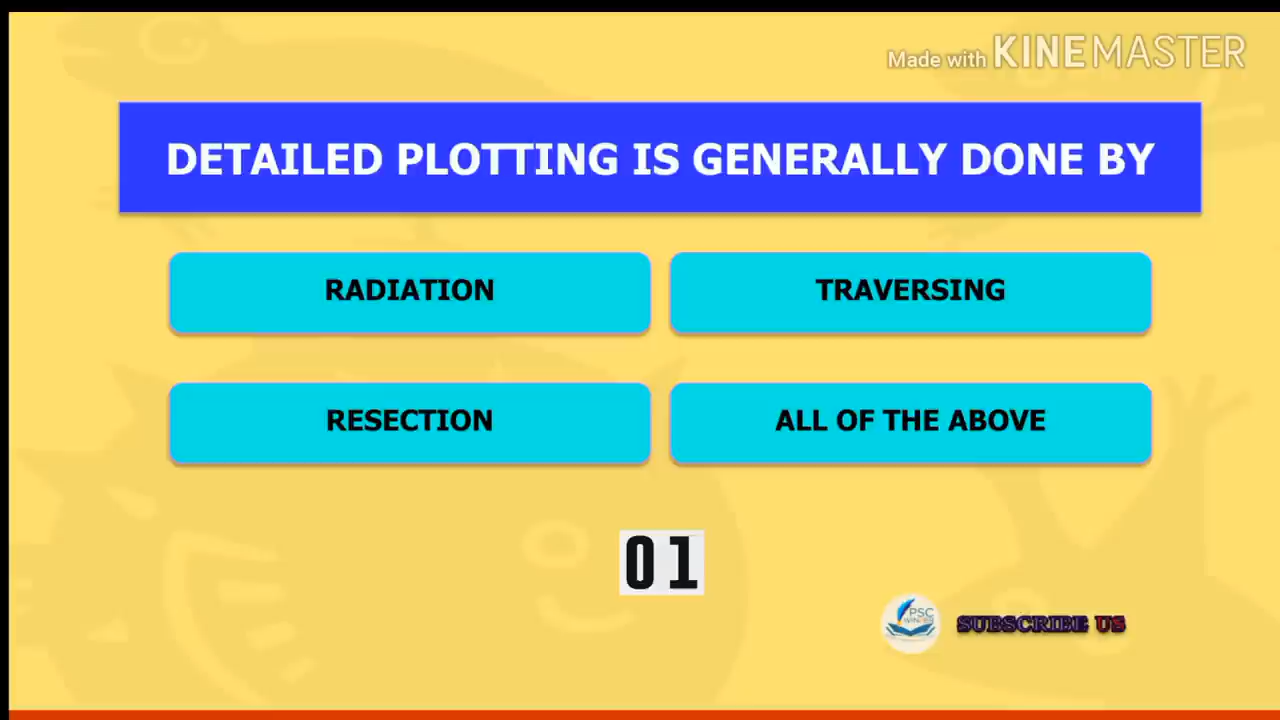 Made with KINEMASTER
DETAILED PLOTTING IS GENERALLY DONE BY
RADIATION
TRAVERSING
RESECTION
ALL OF THE ABOVE
01
PSC
SUBSCRIBE US